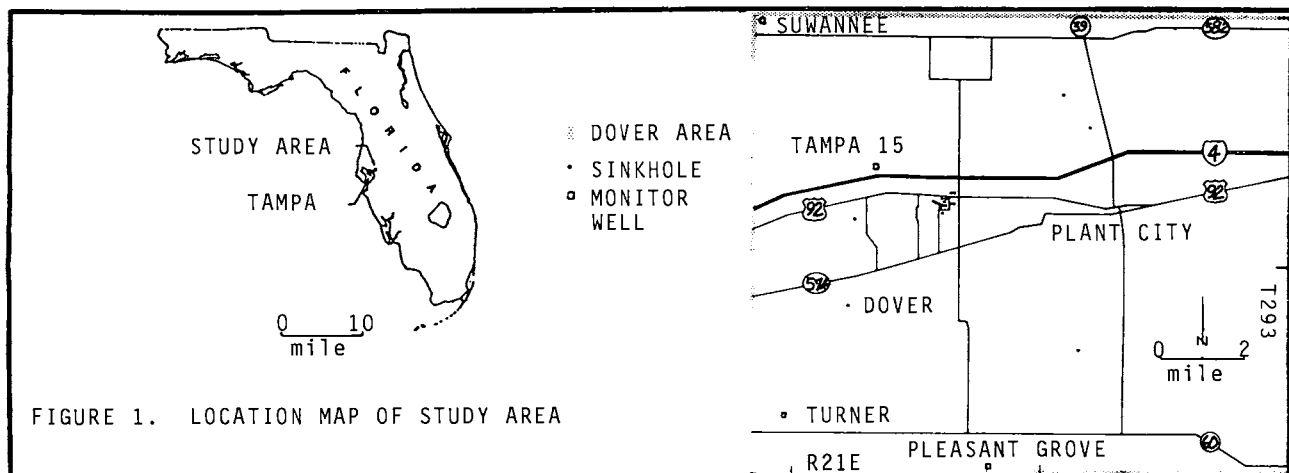 FLORIDA
STUDY AREA
TAMPA
0 10
mile
DOVER AREA
SINKHOLE
MONITOR
WELL
FIGURE 1. LOCATION MAP OF STUDY AREA
SUWANNEE
39
582
TAMPA 15
4
92
92
PLANT CITY
574
DOVER
T293
N
0 2
mile
TURNER
60
PLEASANT GROVE
R21E